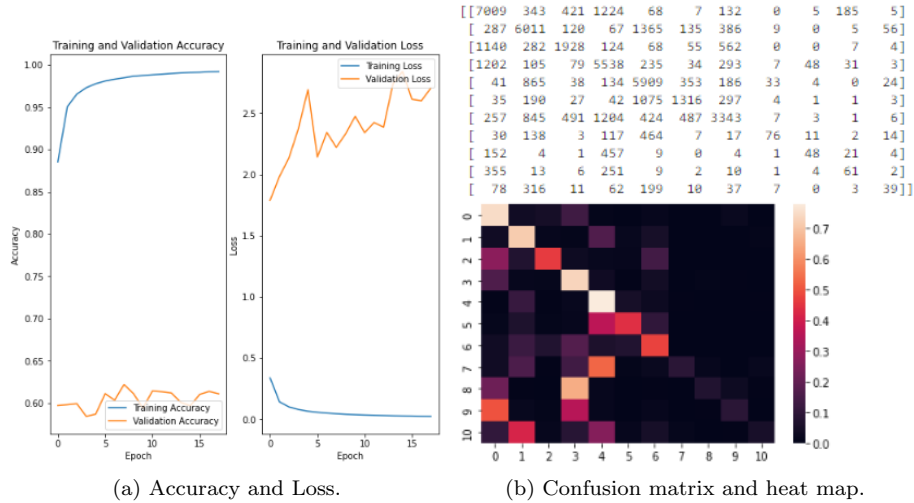 Training and Validation Accuracy
1.00
0.95
0.90
0.85
0.80
0.75
0.70
0.65
0.60
Accuracy
Training Accuracy
Validation Accuracy
0 5 10 15
Epoch
Training and Validation Loss
Training Loss
Validation Loss
2.5
2.0
1.5
1.0
0.5
0.0
Loss
0 5 10 15
Epoch
(a) Accuracy and Loss.
[[7009 343 421 1224 68 7 132 0 5 185 5]
[ 287 6011 120 67 1365 135 386 9 0 5 56]
[1140 282 1928 124 68 55 562 0 0 7 4]
[1202 105 79 5538 235 34 293 7 48 31 3]
[ 41 865 38 134 5909 353 186 33 4 0 24]
[ 35 190 27 42 1075 1316 297 4 1 1 3]
[ 257 845 491 1204 424 487 3343 7 3 1 6]
[ 30 138 3 117 464 7 17 76 11 2 14]
[ 152 4 1 457 9 0 4 1 48 21 4]
[ 355 13 6 251 9 2 10 1 4 61 2]
[ 78 316 11 62 199 10 37 7 0 3 39]]
0
1
2
3
4
5
6
7
8
9
10
0 1 2 3 4 5 6 7 8 9 10
0.7
0.6
0.5
0.4
0.3
0.2
0.1
0.0
(b) Confusion matrix and heat map.